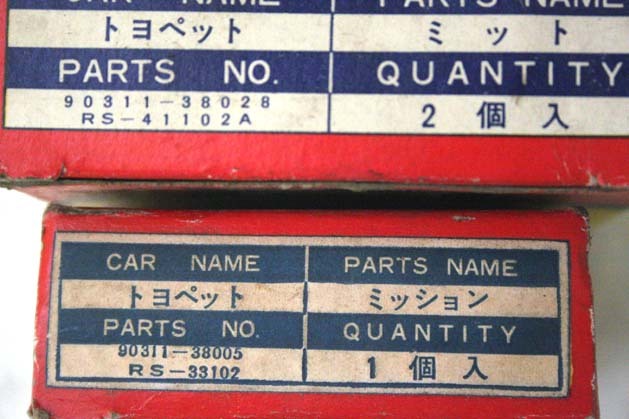 CAR NAME PARTS NAME
トヨペット ミット
PARTS NO. QUANTITY
90311-38028
RS-41102A
2個入
CAR NAME PARTS NAME
トヨペット ミッション
PARTS NO. QUANTITY
90311-38005
RS-33102
1個入